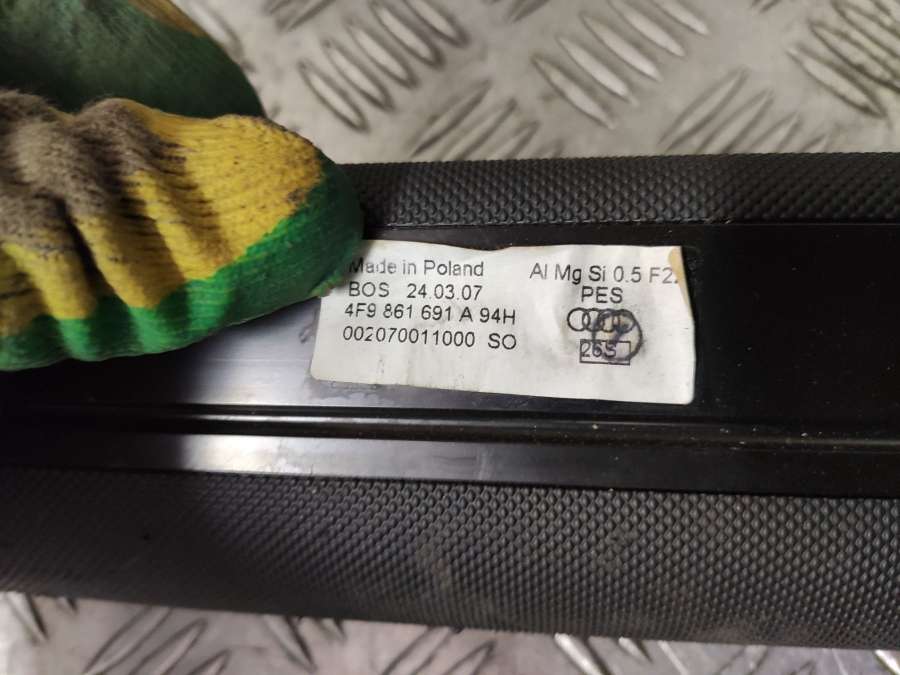 Made in Poland
BOS 24.03.07
4F9 861 691 A 94H
002070011000 SO
Al Mg Si 0.5
PES